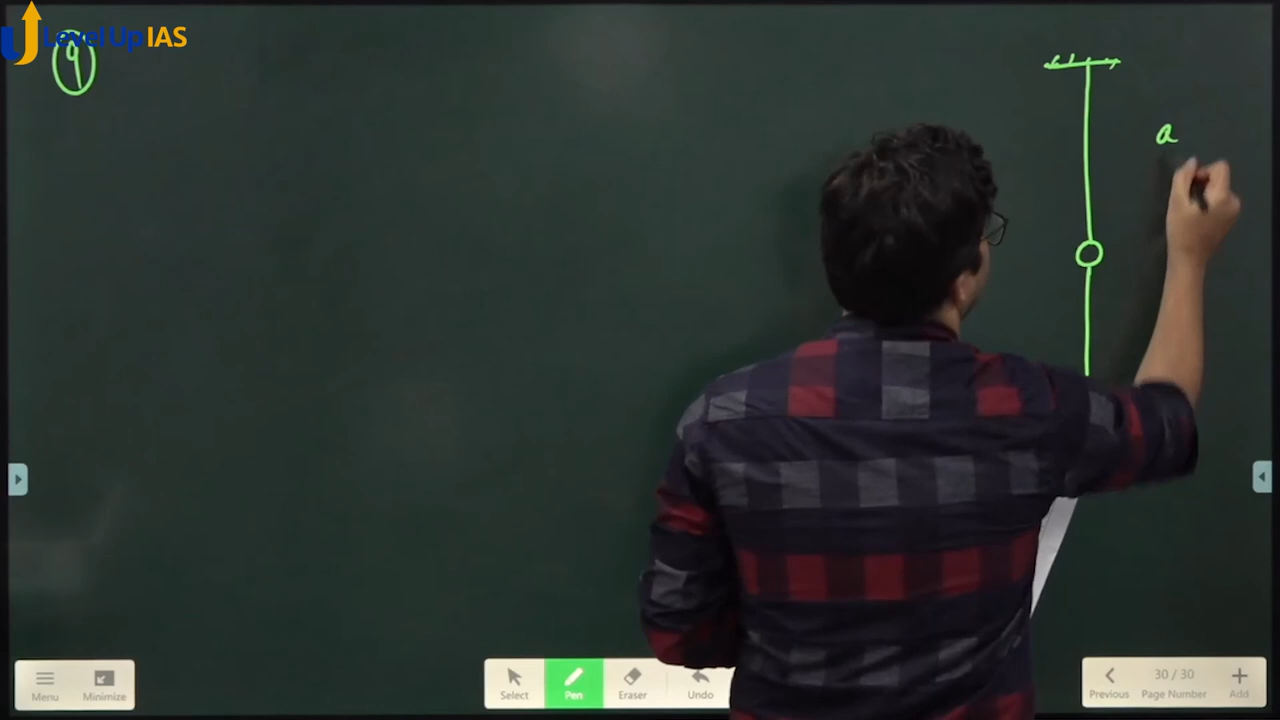 Level Up IAS
9
a
Menu
Minimize
Select
Pen
Eraser
Undo
Previous
30 / 30
Page Number
Add